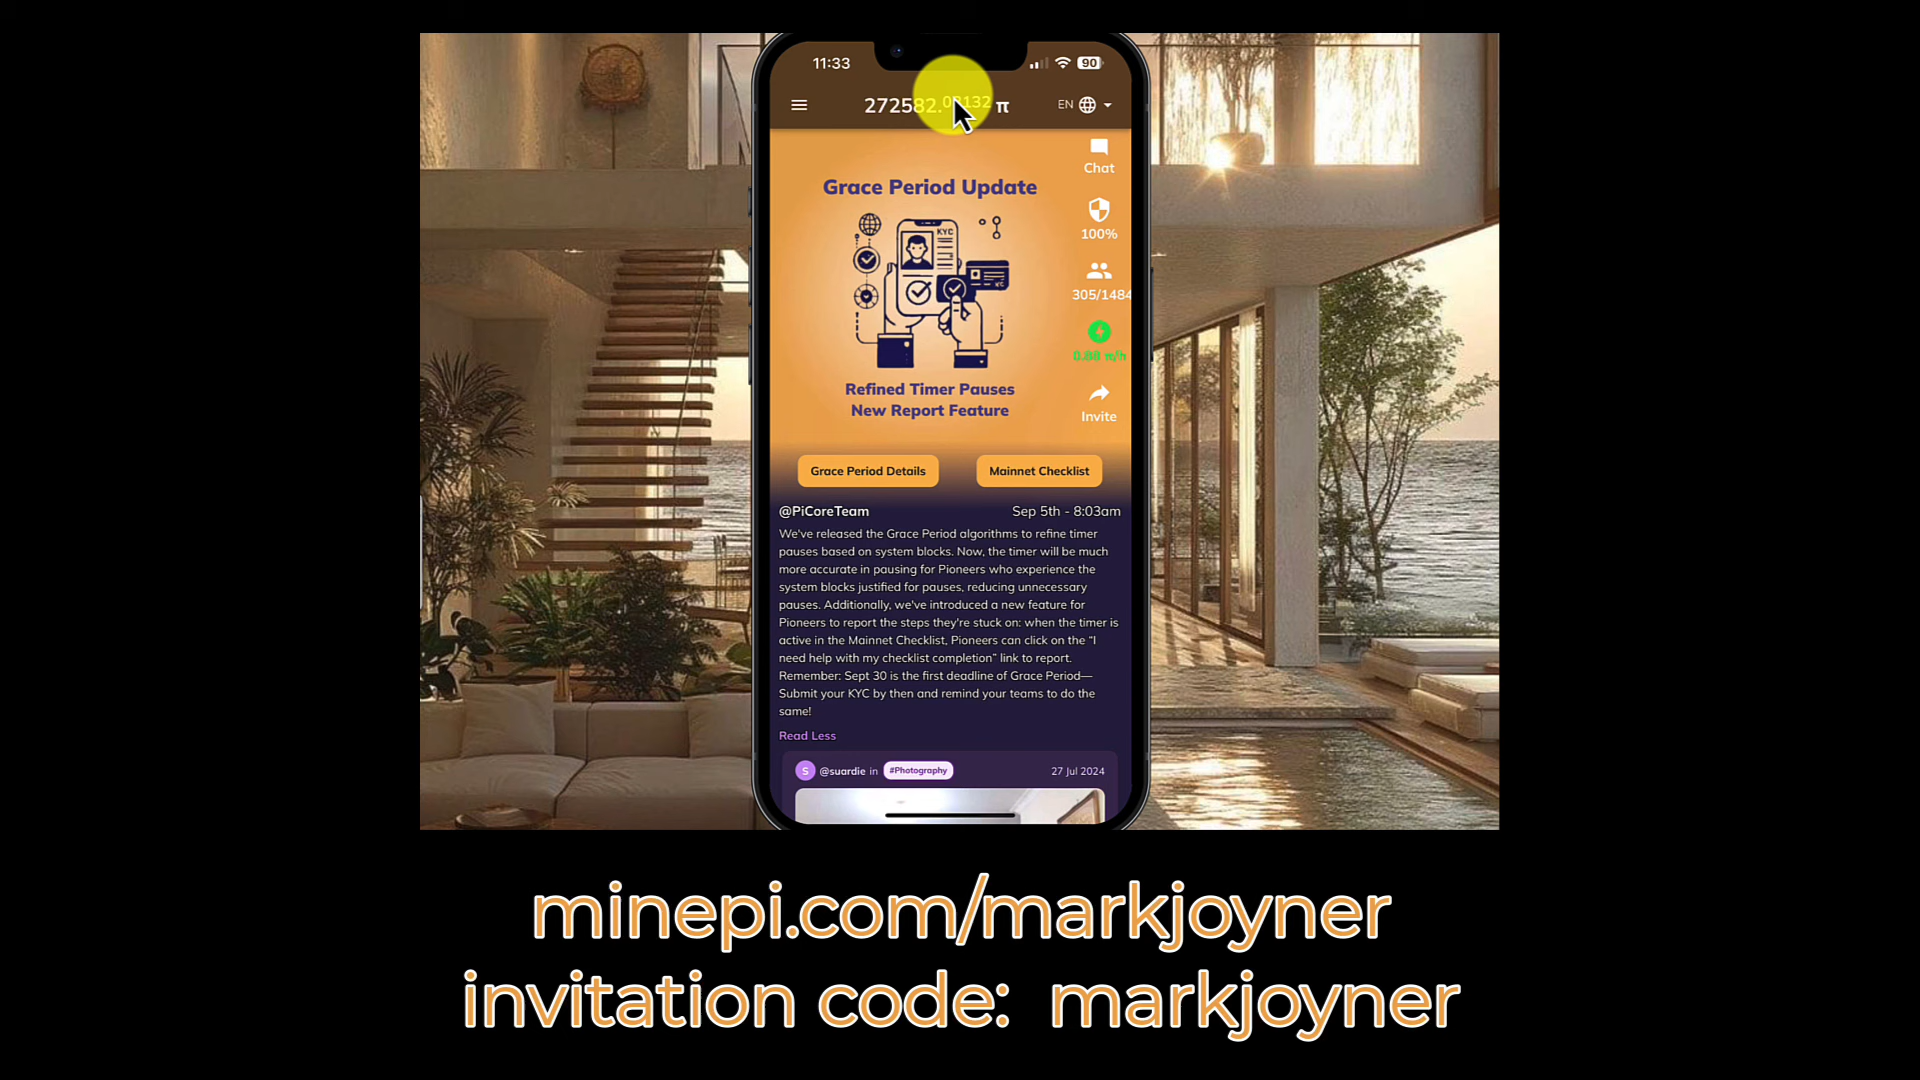 11:33
90
272582. π
EN
Chat
Grace Period Update
100%
KYC
KYC
305/1484
0.88 π/h
Refined Timer Pauses
New Report Feature
Invite
Grace Period Details
Mainnet Checklist
@PiCoreTeam
Sep 5th - 8:03am
We've released the Grace Period algorithms to refine timer
pauses based on system blocks. Now, the timer will be much
more accurate in pausing for Pioneers who experience the
system blocks justified for pauses, reducing unnecessary
pauses. Additionally, we've introduced a new feature for
Pioneers to report the steps they're stuck on: when the timer is
active in the Mainnet Checklist, Pioneers can click on the “I
need help with my checklist completion” link to report.
Remember: Sept 30 is the first deadline of Grace Period—
Submit your KYC by then and remind your teams to do the
same!
Read Less
S @suardie in #Photography 27 Jul 2024
minepi.com/markjoyner
invitation code: markjoyner